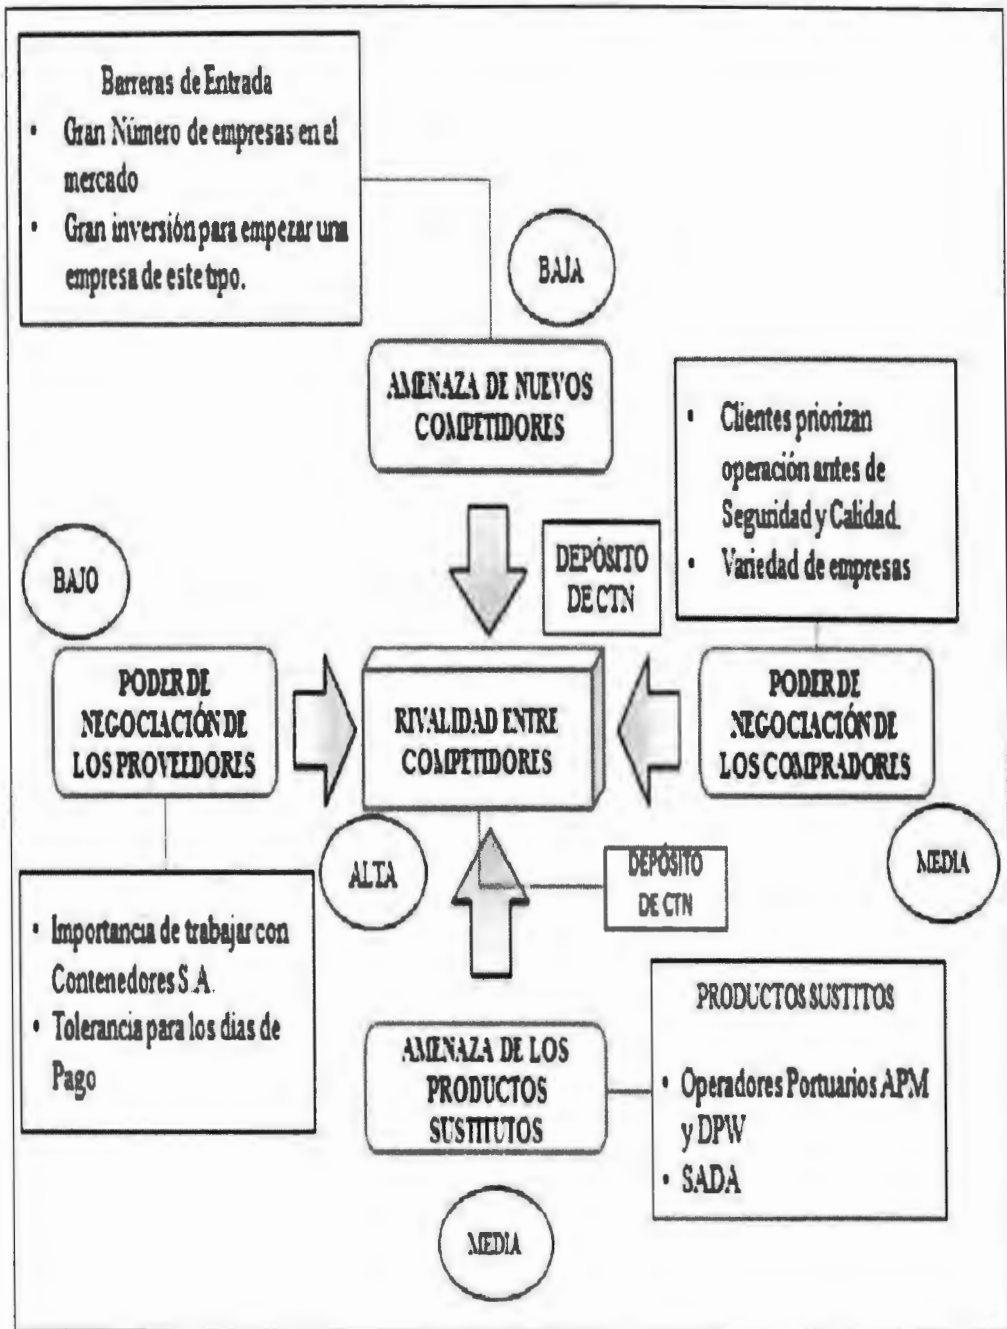 Barreras de Entrada
• Gran Número de empresas en el
mercado
• Gran inversión para empezar una
empresa de este tipo.
BAJA
AMENAZA DE NUEVOS
COMPETIDORES
• Clientes priorizan
operación antes de
Seguridad y Calidad.
• Variedad de empresas
DEPÓSITO
DE CTN
BAJO
PODER DE
NEGOCIACIÓN DE
LOS PROVEEDORES
RIVALIDAD ENTRE
COMPETIDORES
PODER DE
NEGOCIACIÓN DE
LOS COMPRADORES
ALTA
DEPÓSITO
DE CTN
MEDIA
• Importancia de trabajar con
Contenedores S.A.
• Tolerancia para los dias de
Pago
AMENAZA DE LOS
PRODUCTOS
SUSTITUTOS
PRODUCTOS SUSTITOS
• Operadores Portuarios APM
y DPW
• SADA
MEDIA